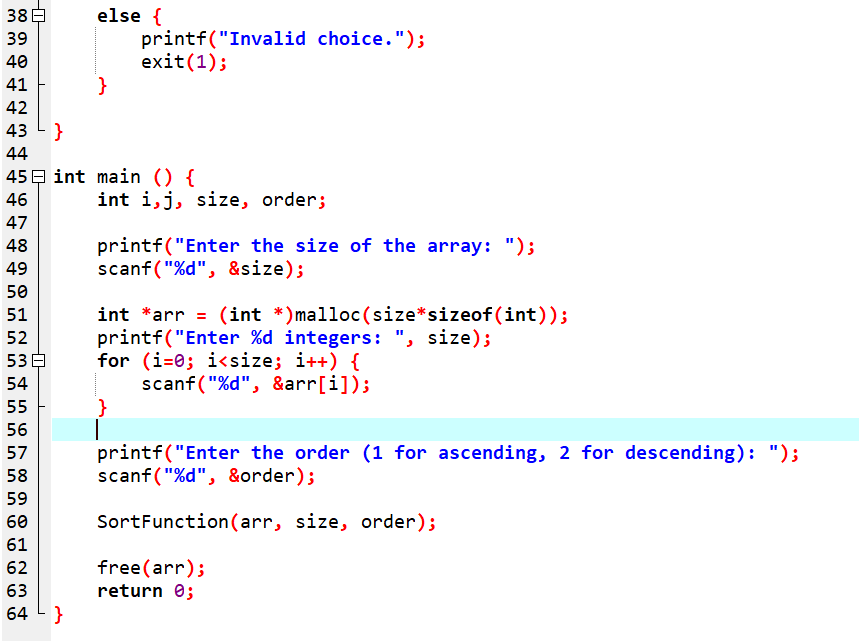 38 else {
39 printf("Invalid choice.");
40 exit(1);
41 }
42
43 }
44
45 int main () {
46 int i,j, size, order;
47
48 printf("Enter the size of the array: ");
49 scanf("%d", &size);
50
51 int *arr = (int *)malloc(size*sizeof(int));
52 printf("Enter %d integers: ", size);
53 for (i=0; i<size; i++) {
54 scanf("%d", &arr[i]);
55 }
56
57 printf("Enter the order (1 for ascending, 2 for descending): ");
58 scanf("%d", &order);
59
60 SortFunction(arr, size, order);
61
62 free(arr);
63 return 0;
64 }